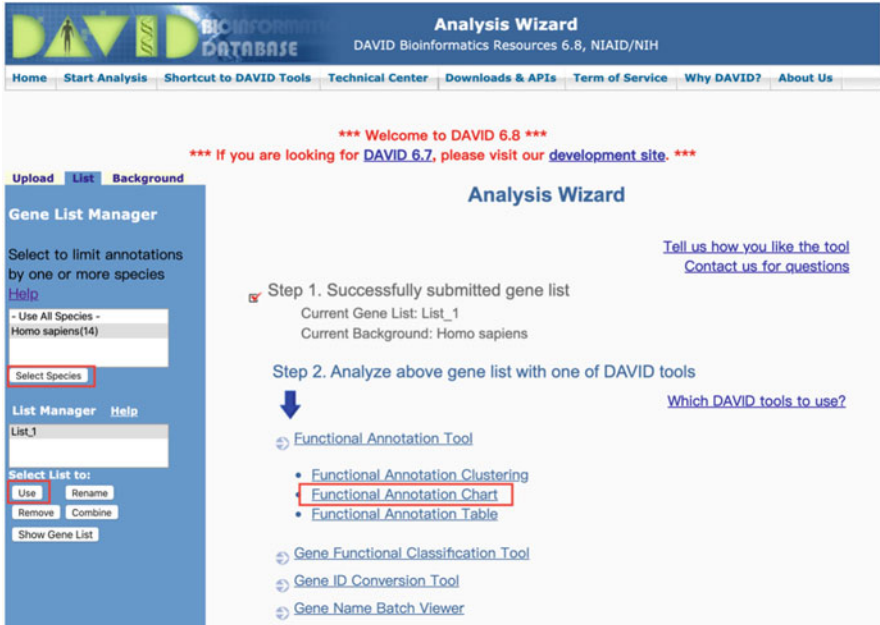 DAVID BIOINFORMATICS DATABASE
Analysis Wizard
DAVID Bioinformatics Resources 6.8, NIAID/NIH
Home Start Analysis Shortcut to DAVID Tools Technical Center Downloads & APIs Term of Service Why DAVID? About Us
*** Welcome to DAVID 6.8 ***
*** If you are looking for DAVID 6.7, please visit our development site. ***
Upload List Background
Gene List Manager
Select to limit annotations
by one or more species
Help
- Use All Species -
Homo sapiens(14)
Select Species
List Manager Help
List_1
Select List to:
Use Rename
Remove Combine
Show Gene List
Analysis Wizard
Tell us how you like the tool
Contact us for questions
Step 1. Successfully submitted gene list
Current Gene List: List_1
Current Background: Homo sapiens
Step 2. Analyze above gene list with one of DAVID tools
Which DAVID tools to use?
Functional Annotation Tool
• Functional Annotation Clustering
• Functional Annotation Chart
• Functional Annotation Table
Gene Functional Classification Tool
Gene ID Conversion Tool
Gene Name Batch Viewer